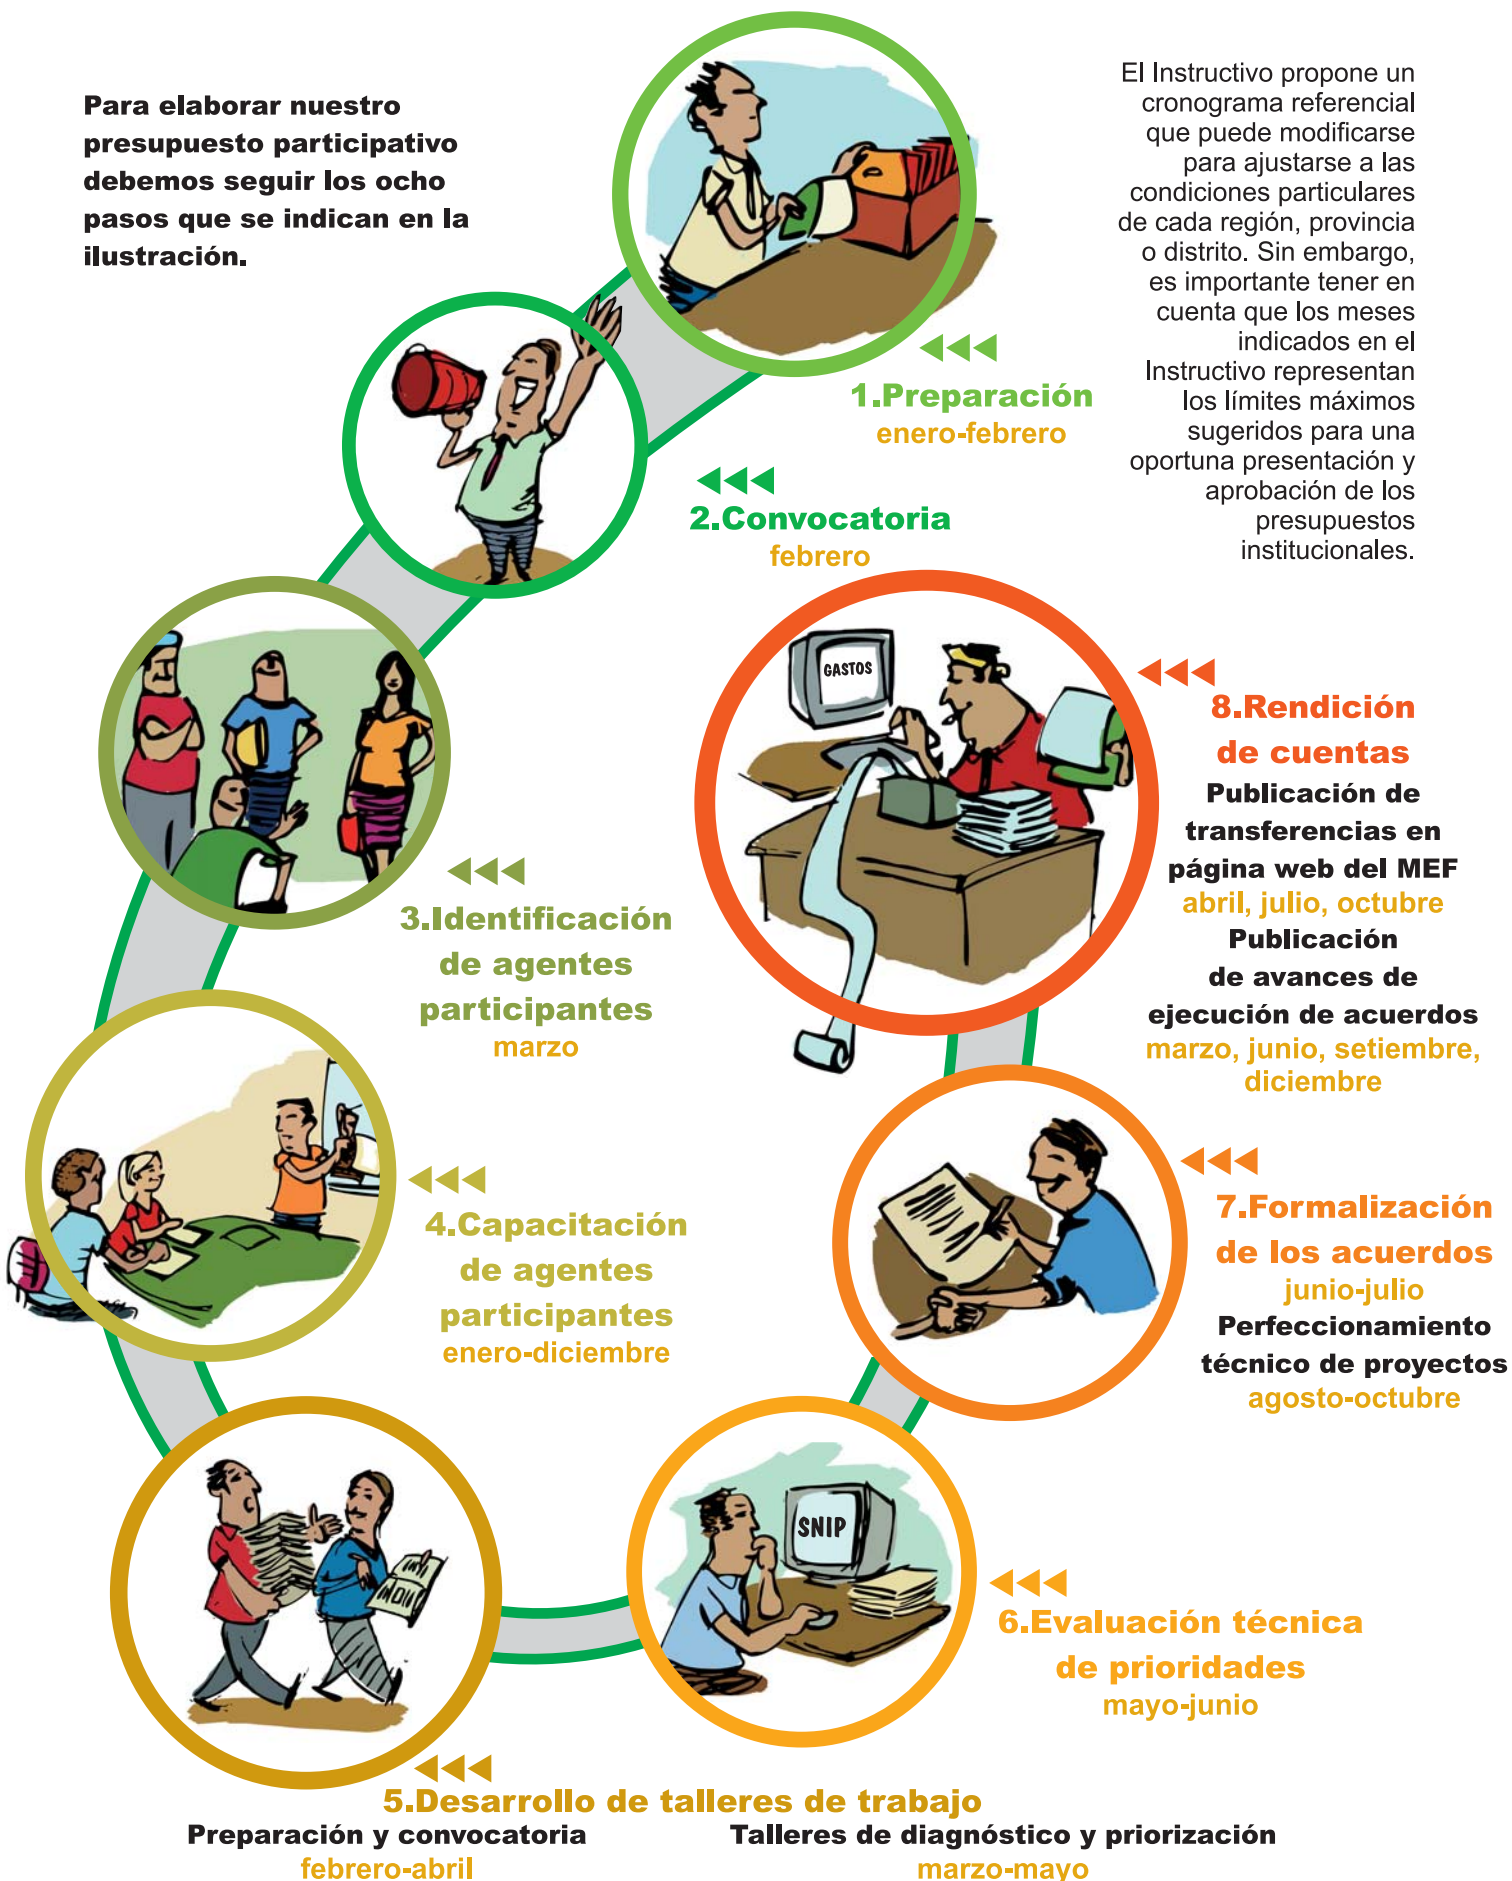 Para elaborar nuestro
presupuesto participativo
debemos seguir los ocho
pasos que se indican en la
ilustración.
El Instructivo propone un
cronograma referencial
que puede modificarse
para ajustarse a las
condiciones particulares
de cada región, provincia
o distrito. Sin embargo,
es importante tener en
cuenta que los meses
indicados en el
Instructivo representan
los límites máximos
sugeridos para una
oportuna presentación y
aprobación de los
presupuestos
institucionales.
1.Preparación
enero-febrero
2.Convocatoria
febrero
3.Identificación
de agentes
participantes
marzo
4.Capacitación
de agentes
participantes
enero-diciembre
5.Desarrollo de talleres de trabajo
Preparación y convocatoria
febrero-abril
Talleres de diagnóstico y priorización
marzo-mayo
SNIP
6.Evaluación técnica
de prioridades
mayo-junio
7.Formalización
de los acuerdos
junio-julio
Perfeccionamiento
técnico de proyectos
agosto-octubre
GASTOS
8.Rendición
de cuentas
Publicación de
transferencias en
página web del MEF
abril, julio, octubre
Publicación
de avances de
ejecución de acuerdos
marzo, junio, setiembre,
diciembre